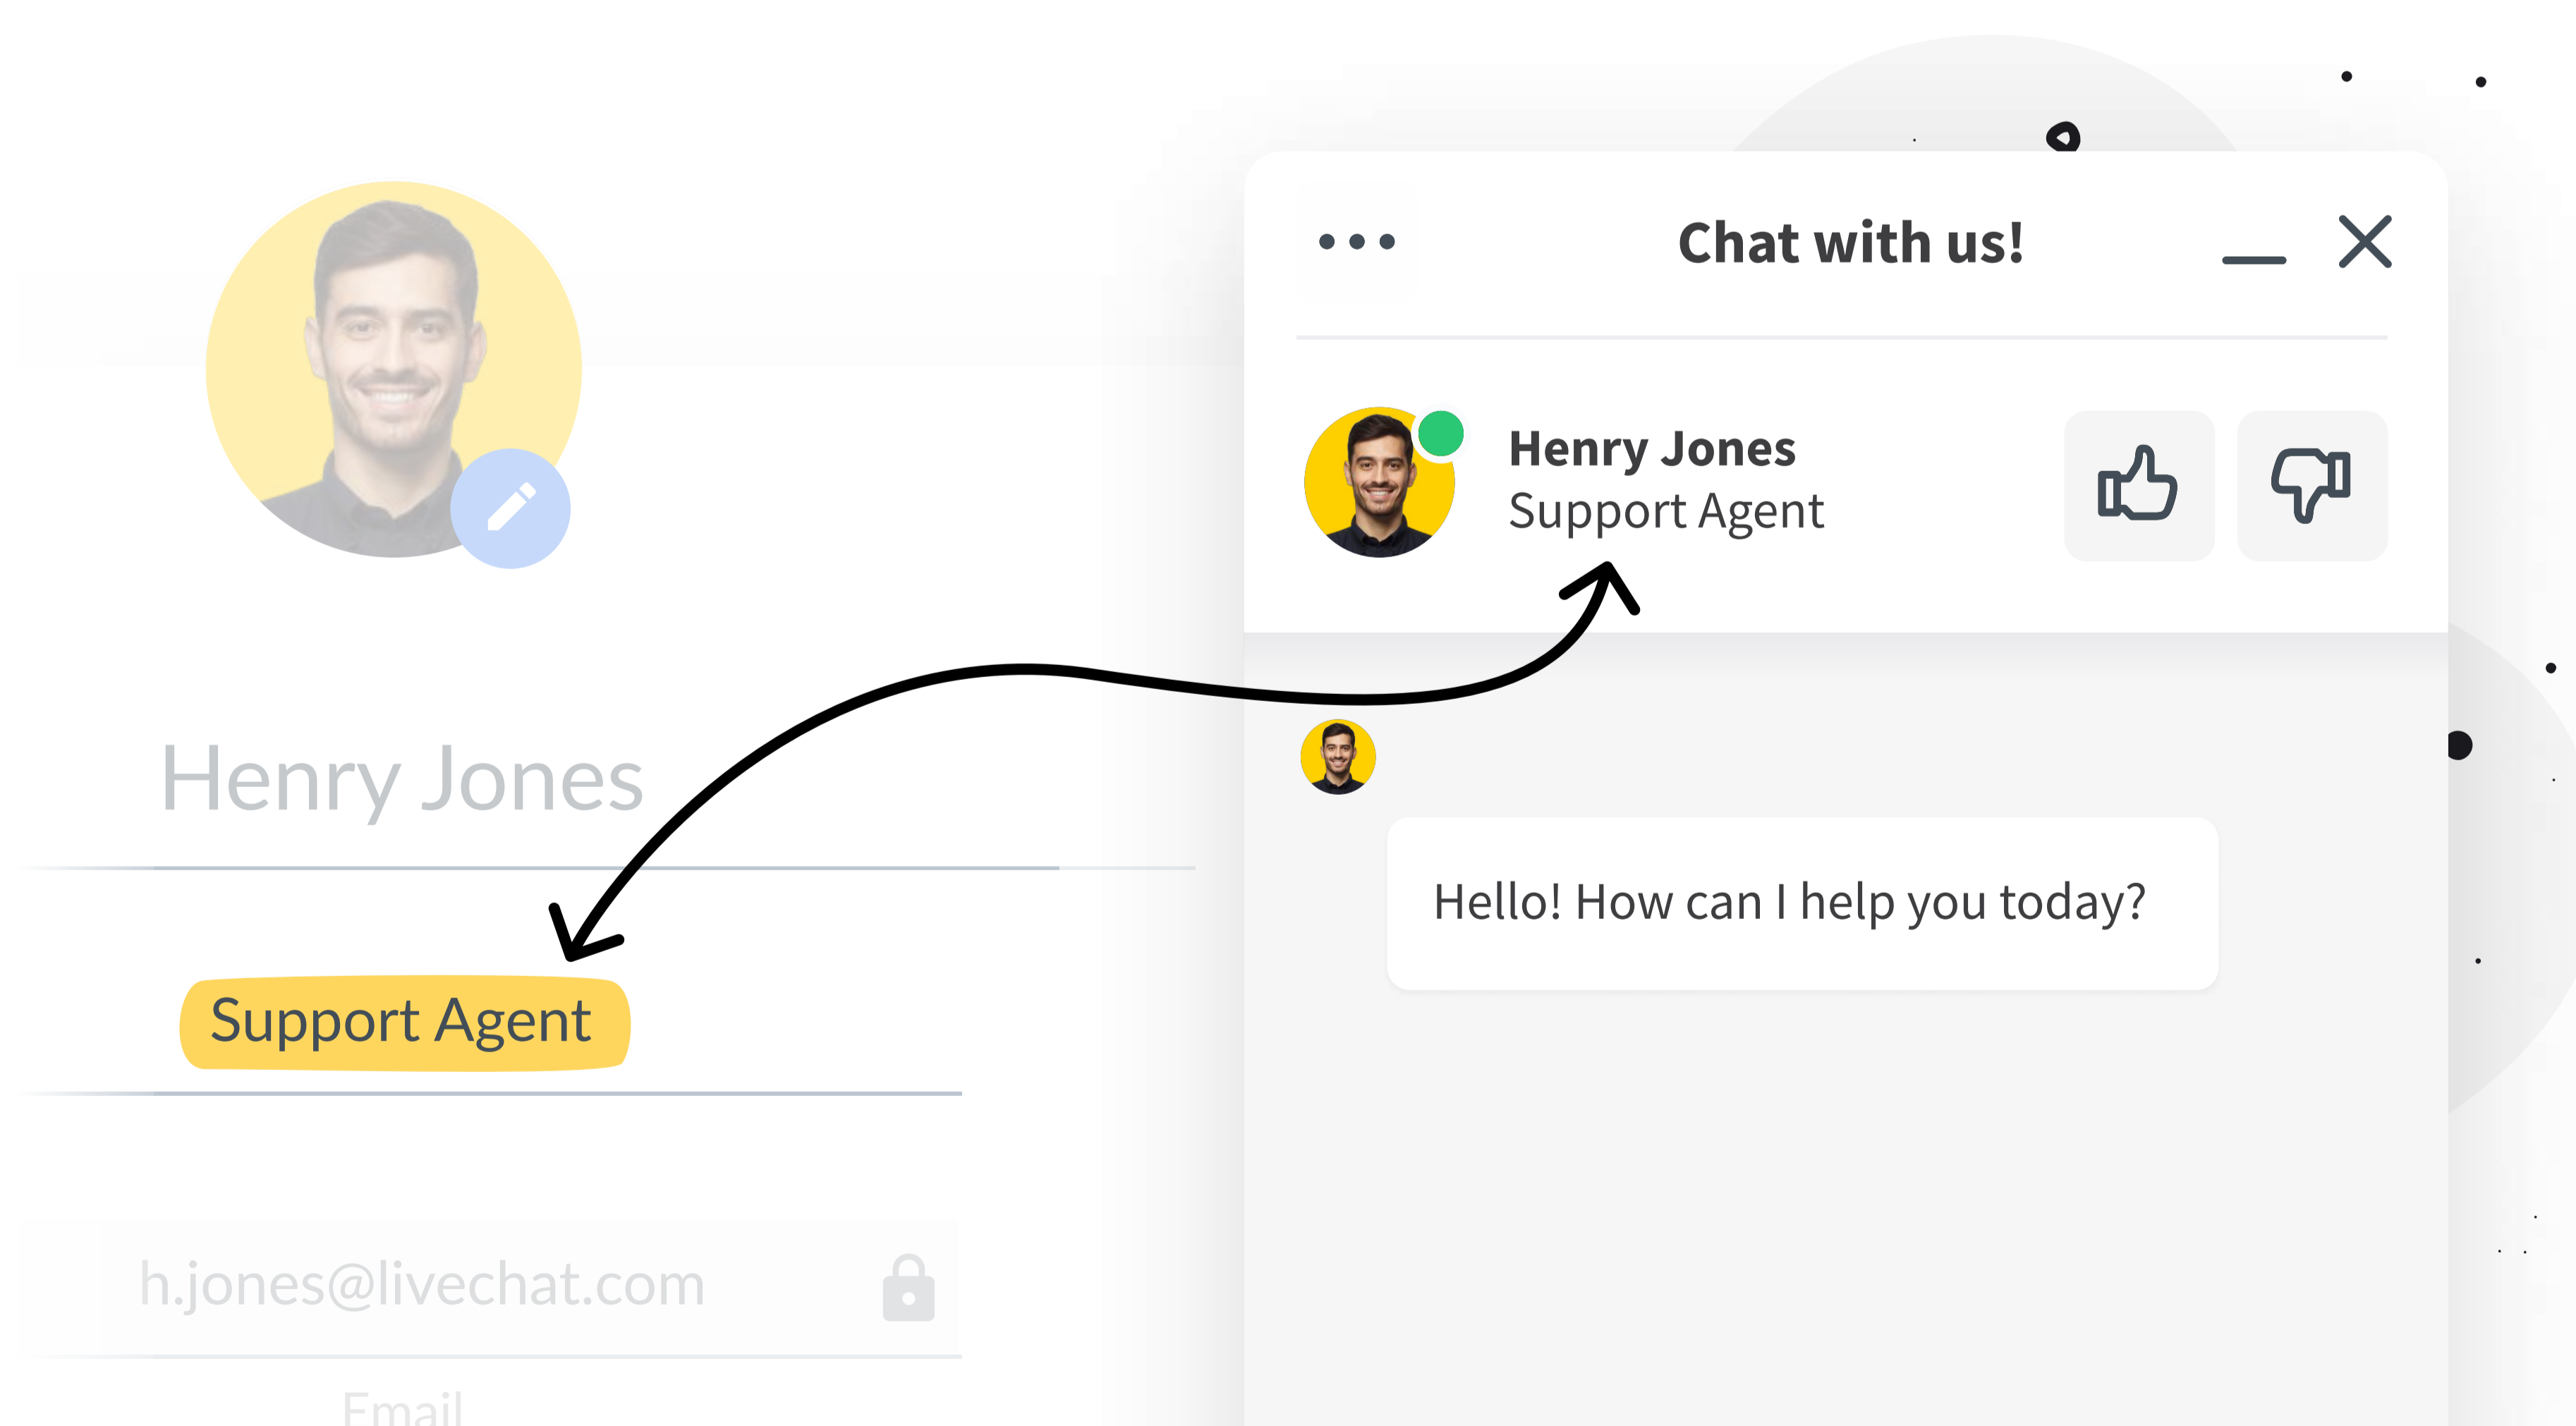 Henry Jones
Support Agent
h.jones@livechat.com
Email
Chat with us!
Henry Jones
Support Agent
Hello! How can I help you today?